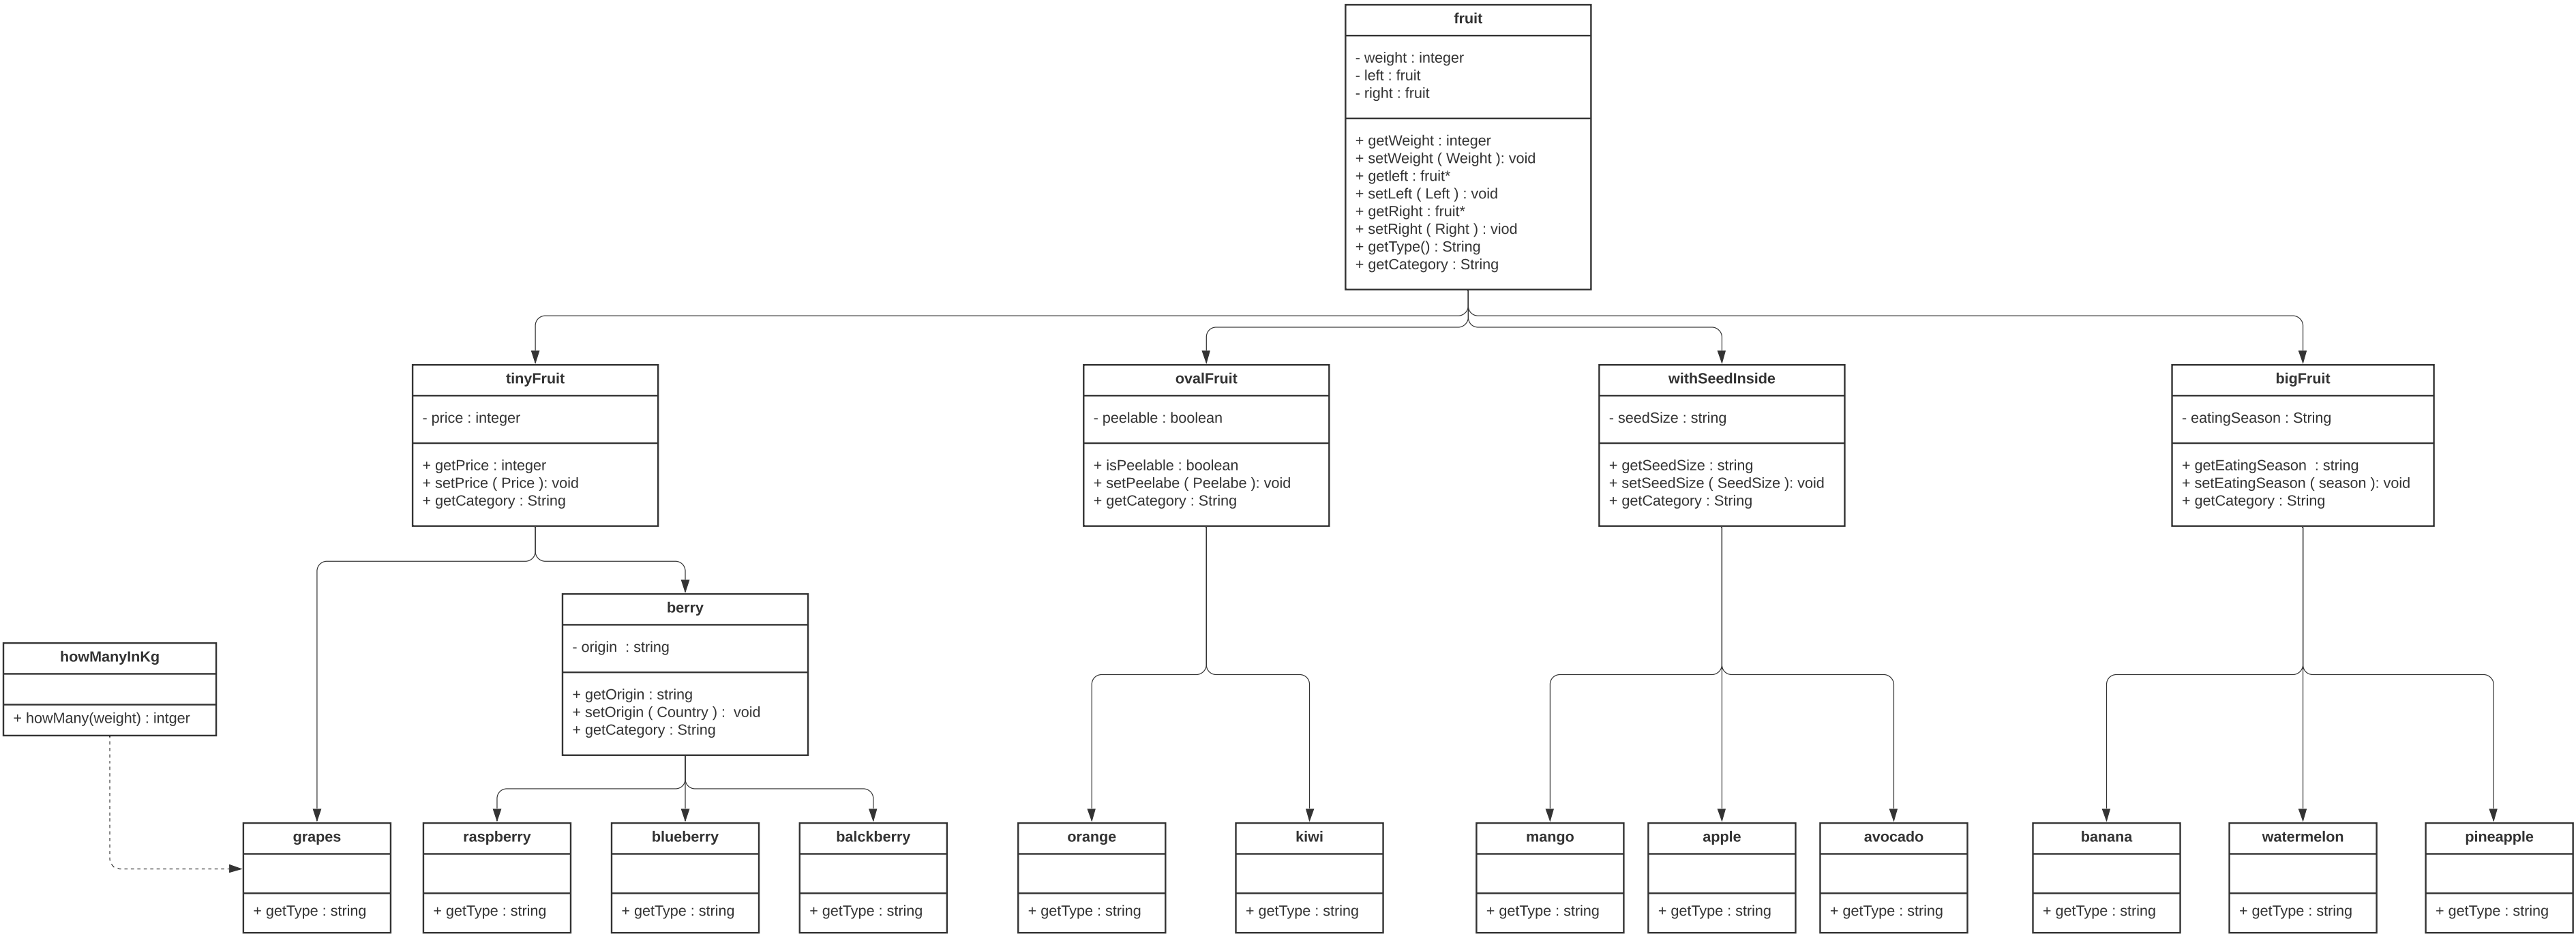 fruit
- weight : integer
- left : fruit
- right : fruit
+ getWeight : integer
+ setWeight ( Weight ): void
+ getleft : fruit*
+ setLeft ( Left ) : void
+ getRight : fruit*
+ setRight ( Right ) : viod
+ getType() : String
+ getCategory : String
tinyFruit
- price : integer
+ getPrice : integer
+ setPrice ( Price ): void
+ getCategory : String
ovalFruit
- peelable : boolean
+ isPeelable : boolean
+ setPeelabe ( Peelabe ): void
+ getCategory : String
withSeedInside
- seedSize : string
+ getSeedSize : string
+ setSeedSize ( SeedSize ): void
+ getCategory : String
bigFruit
- eatingSeason : String
+ getEatingSeason  : string
+ setEatingSeason ( season ): void
+ getCategory : String
berry
- origin  : string
+ getOrigin : string
+ setOrigin ( Country ) :  void
+ getCategory : String
howManyInKg
+ howMany(weight) : intger
grapes
+ getType : string
raspberry
+ getType : string
blueberry
+ getType : string
balckberry
+ getType : string
orange
+ getType : string
kiwi
+ getType : string
mango
+ getType : string
apple
+ getType : string
avocado
+ getType : string
banana
+ getType : string
watermelon
+ getType : string
pineapple
+ getType : string